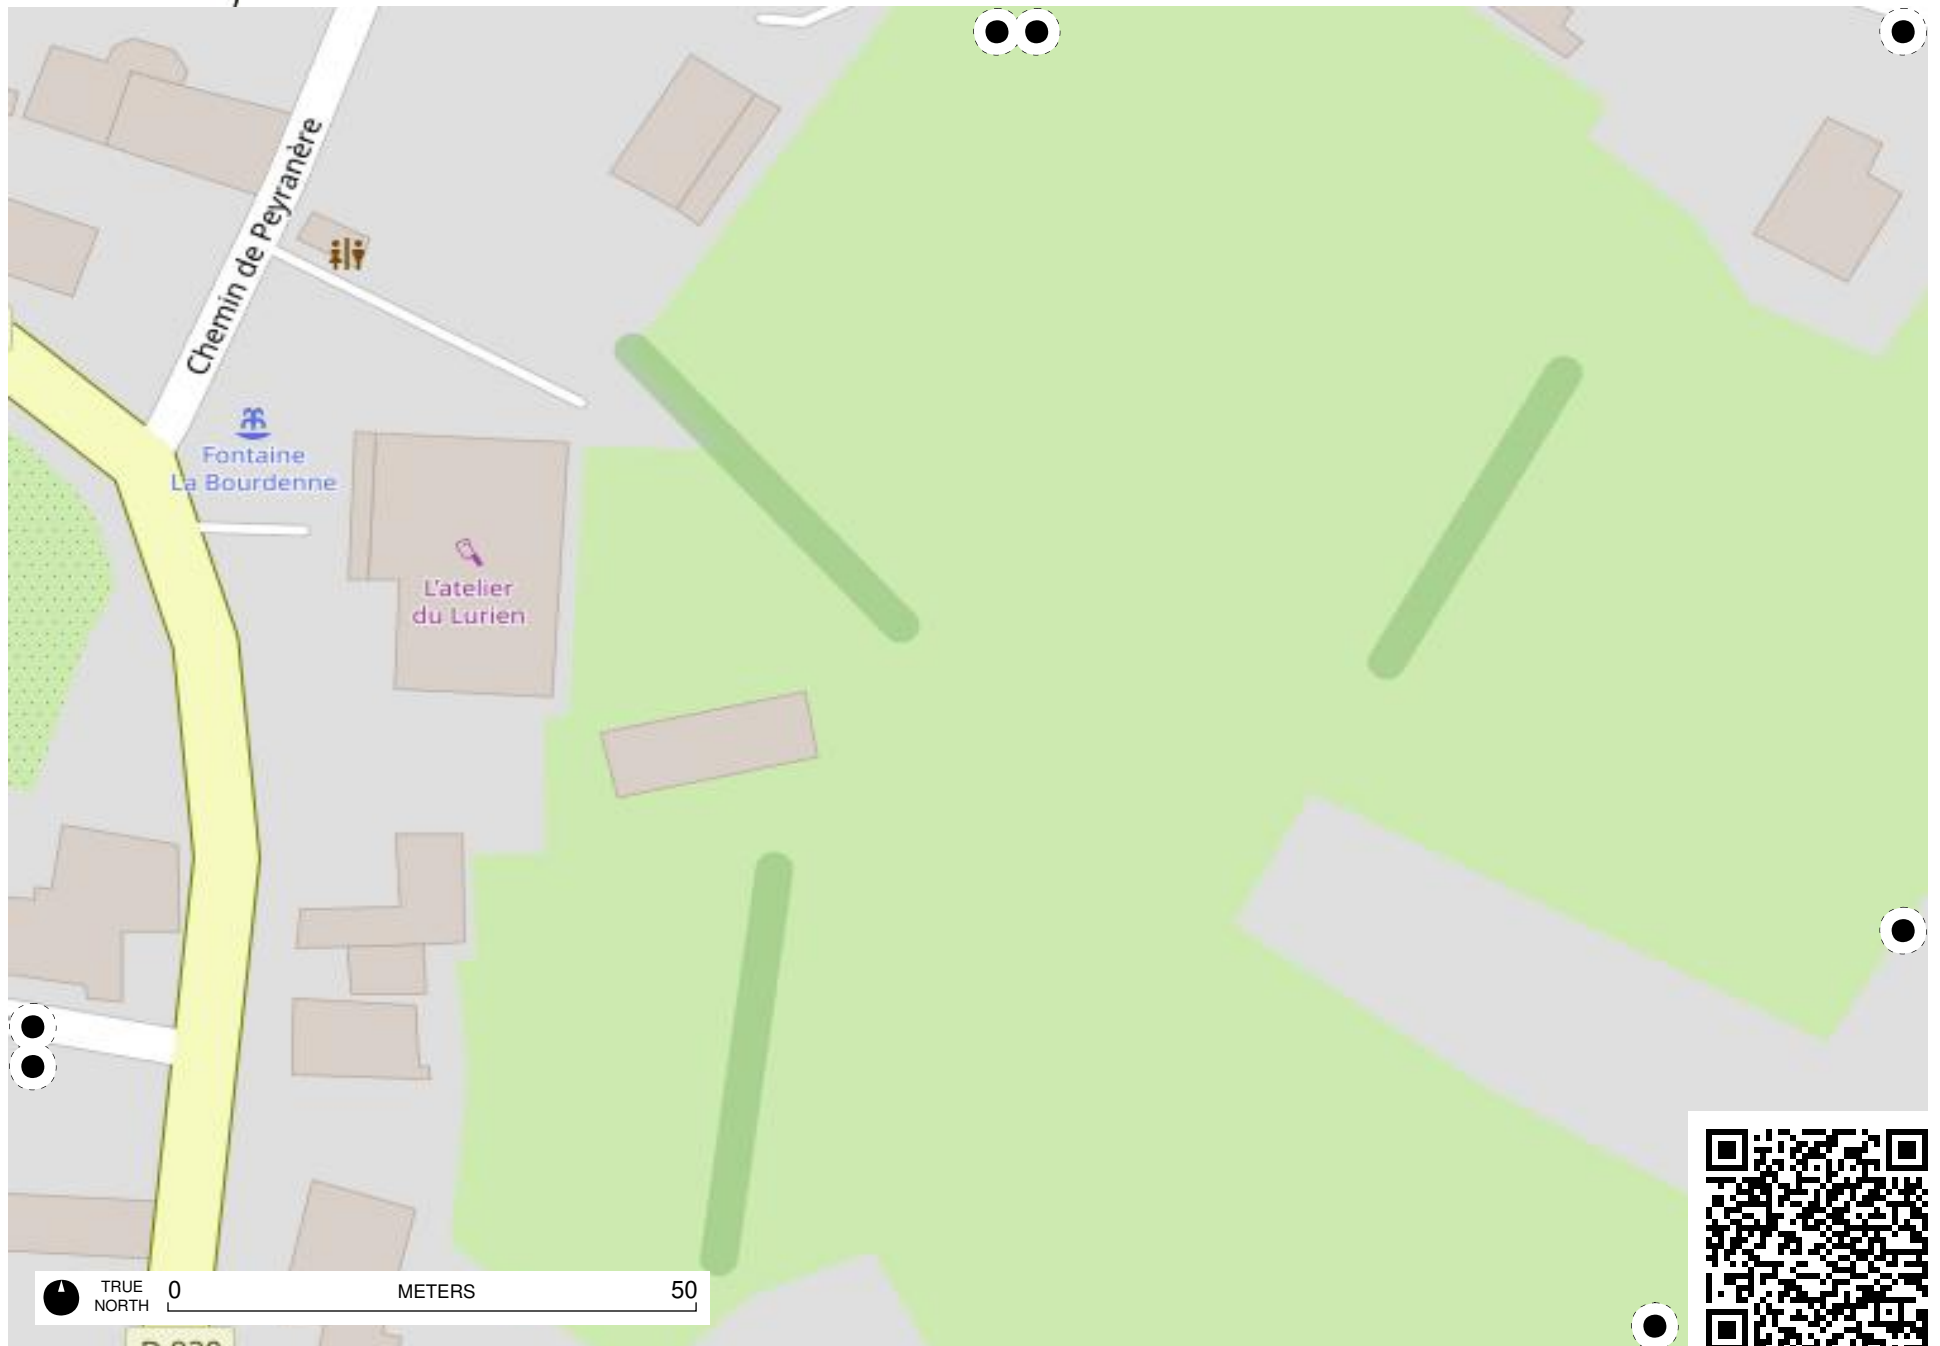 Chemin de Peyranère
Fontaine
La Bourdenne
L'atelier
du Lurien
TRUE
NORTH
0
METERS
50